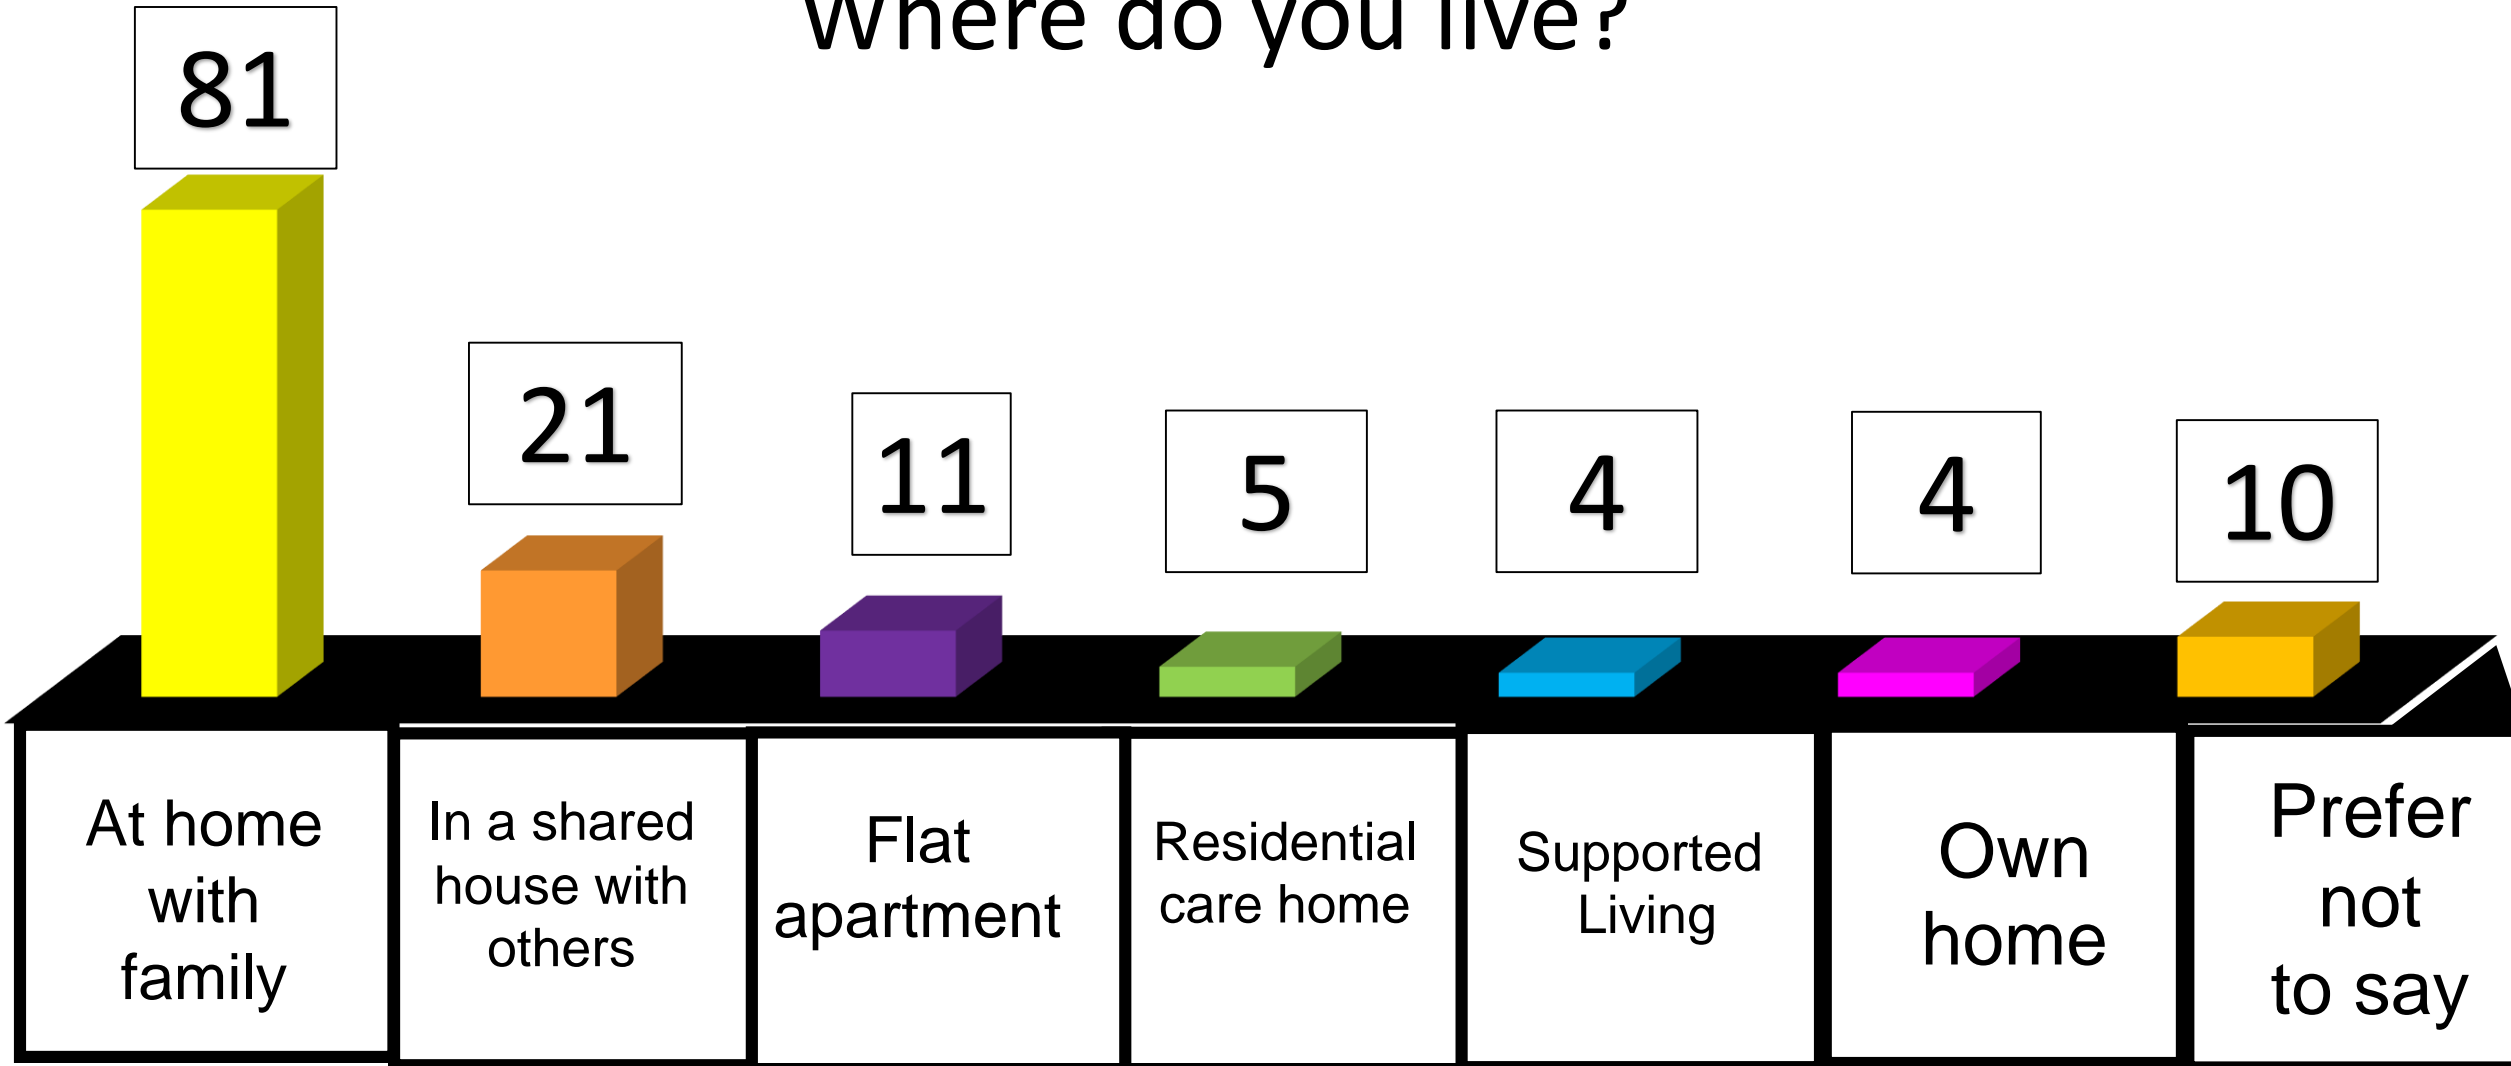 Where do you live?
81
21
11
5
4
4
10
At home
with
family
In a shared
house with
others
Flat
apartment
Residential
care home
Supported
Living
Own
home
Prefer
not
to say